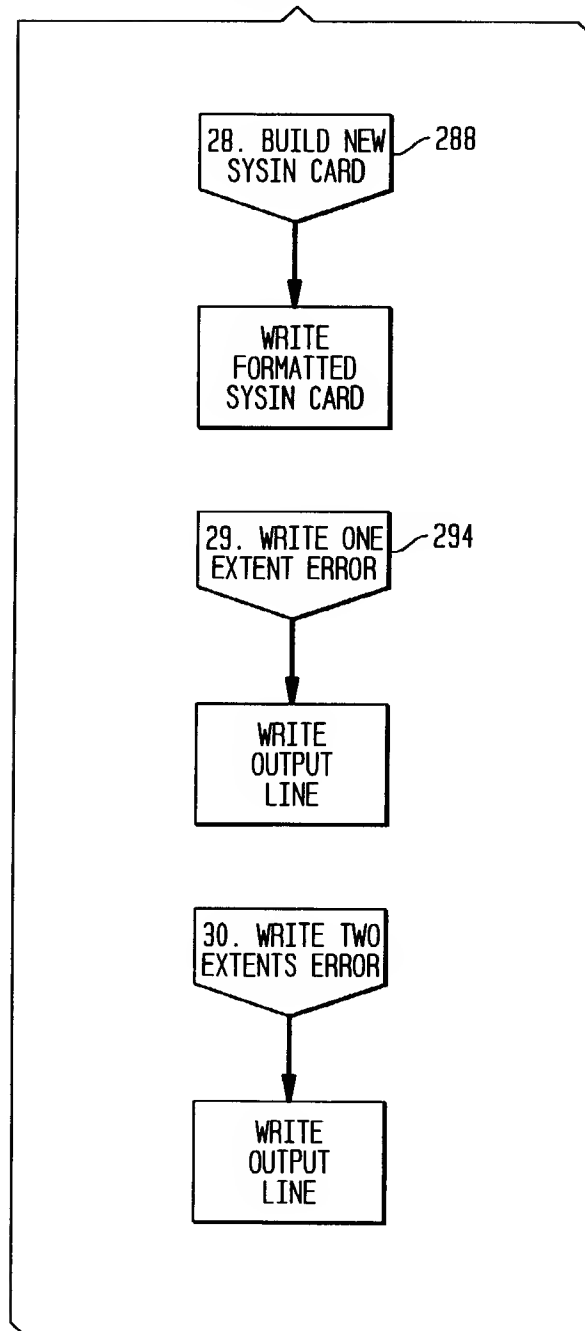 28. BUILD NEW
SYSIN CARD
288
WRITE
FORMATTED
SYSIN CARD
29. WRITE ONE
EXTENT ERROR
294
WRITE
OUTPUT
LINE
30. WRITE TWO
EXTENTS ERROR
WRITE
OUTPUT
LINE